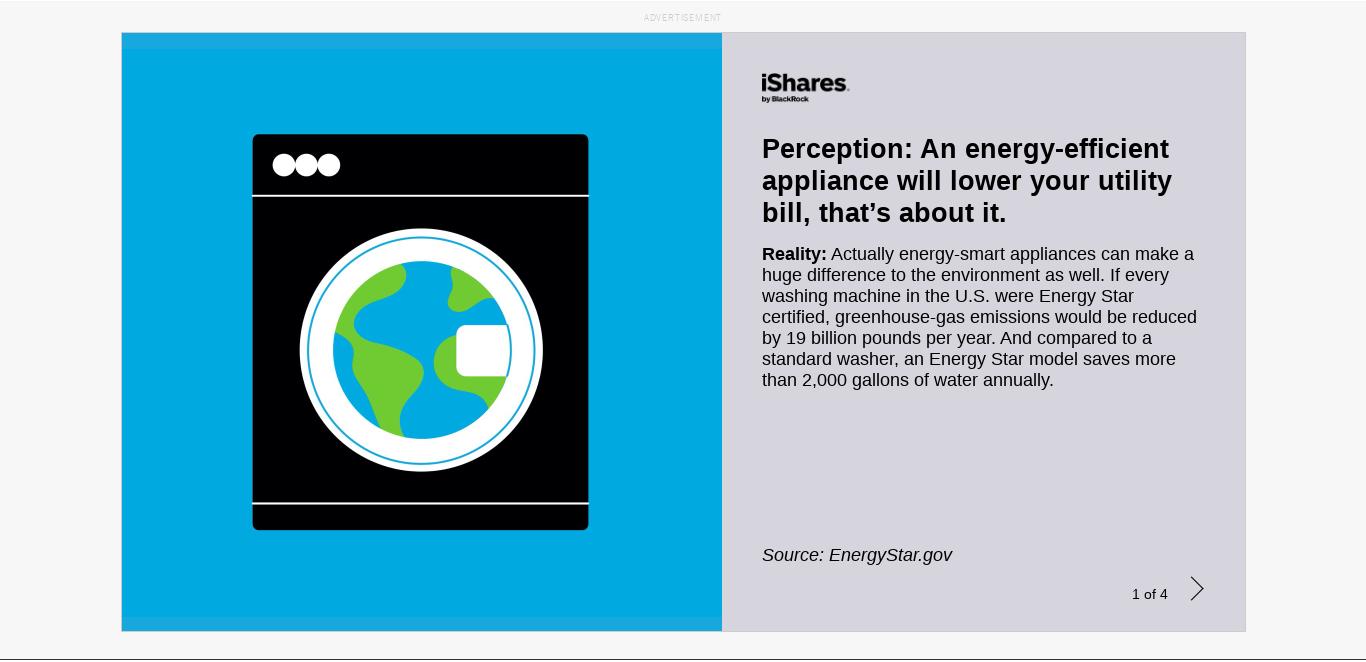 ADVERTISEMENT
iShares.
by BlackRock
Perception: An energy-efficient
appliance will lower your utility
bill, that’s about it.
Reality: Actually energy-smart appliances can make a
huge difference to the environment as well. If every
washing machine in the U.S. were Energy Star
certified, greenhouse-gas emissions would be reduced
by 19 billion pounds per year. And compared to a
standard washer, an Energy Star model saves more
than 2,000 gallons of water annually.
Source: EnergyStar.gov
1 of 4